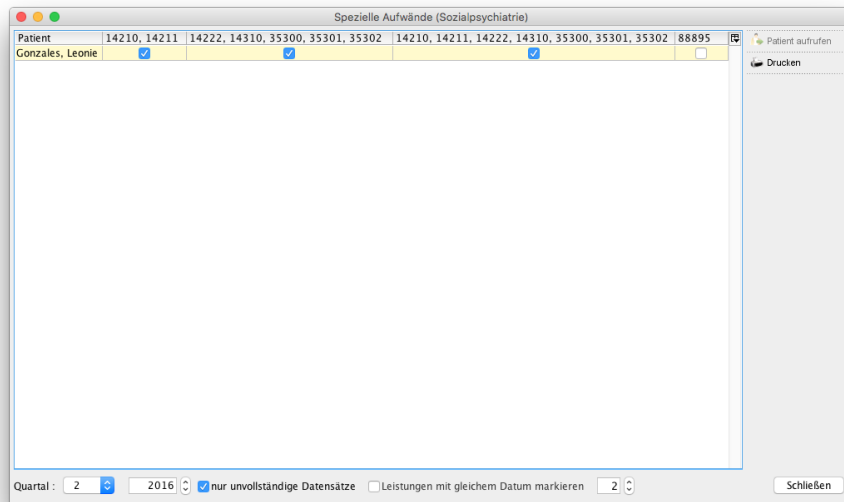 Spezielle Aufwände (Sozialpsychiatrie)
Patient 14210, 14211 14222, 14310, 35300, 35301, 35302 14210, 14211, 14222, 14310, 35300, 35301, 35302 88895
Patient aufrufen
Gonzales, Leonie
Drucken
Quartal : 2 2016 nur unvollständige Datensätze Leistungen mit gleichem Datum markieren 2 Schließen